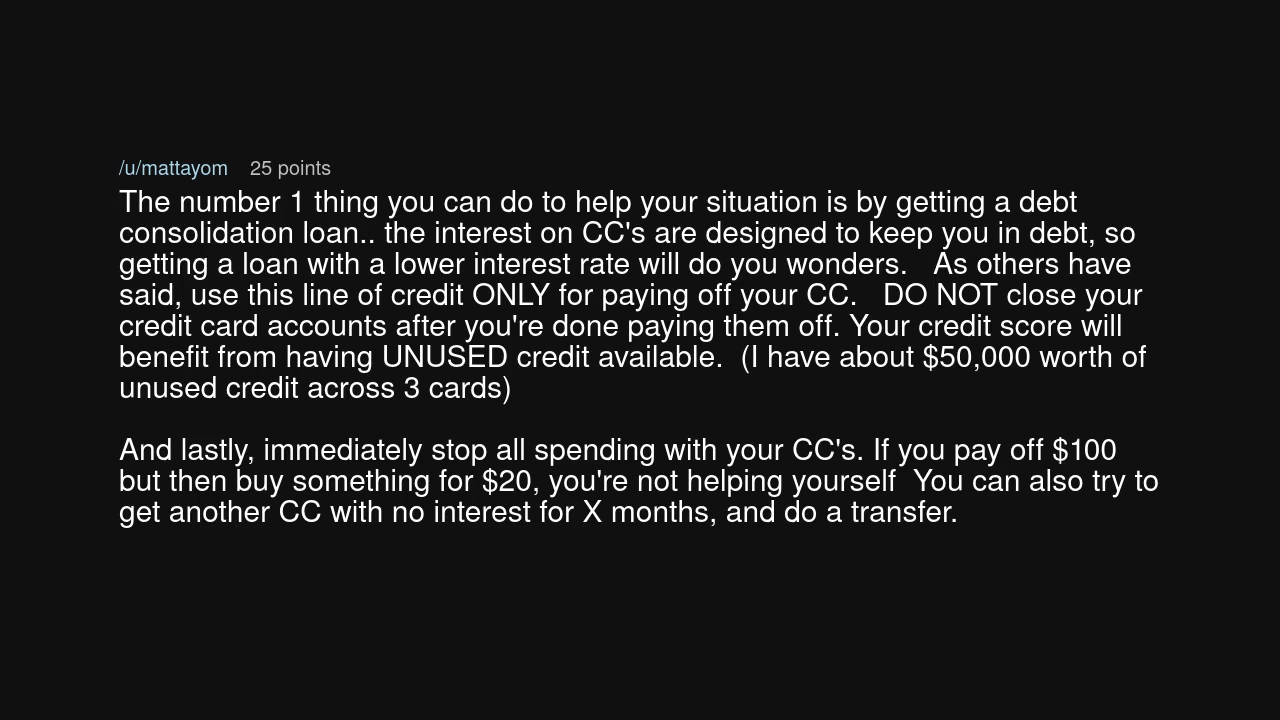 /u/mattayom 25 points
The number 1 thing you can do to help your situation is by getting a debt
consolidation loan.. the interest on CC's are designed to keep you in debt, so
getting a loan with a lower interest rate will do you wonders.   As others have
said, use this line of credit ONLY for paying off your CC.   DO NOT close your
credit card accounts after you're done paying them off. Your credit score will
benefit from having UNUSED credit available.  (I have about $50,000 worth of
unused credit across 3 cards)
And lastly, immediately stop all spending with your CC's. If you pay off $100
but then buy something for $20, you're not helping yourself  You can also try to
get another CC with no interest for X months, and do a transfer.